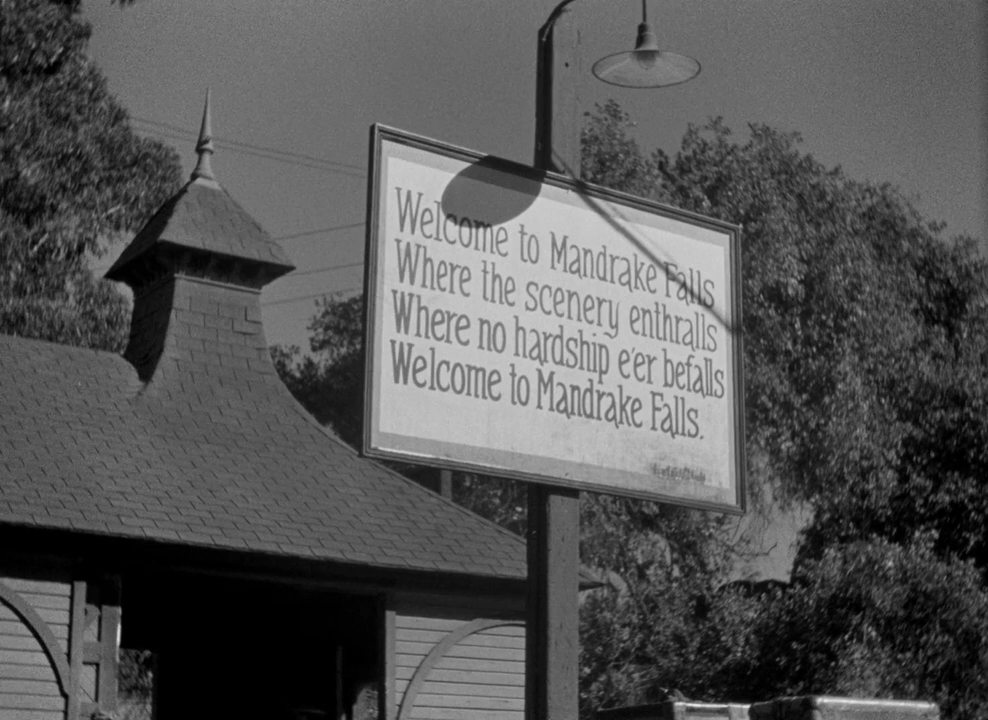 Welcome to Mandrake Falls
Where the scenery enthralls
Where no hardship e'er befalls
Welcome to Mandrake Falls.